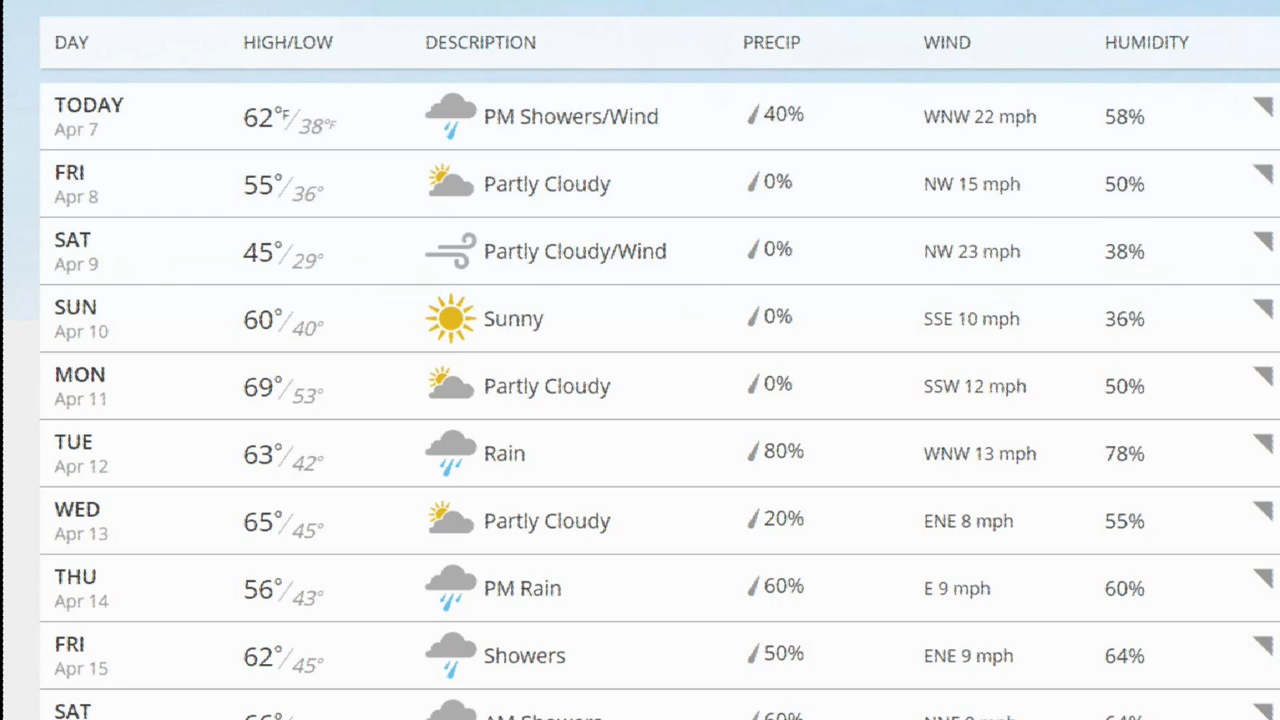 DAY HIGH/LOW DESCRIPTION PRECIP WIND HUMIDITY
TODAY
Apr 7
62°F/38°F PM Showers/Wind 40% WNW 22 mph 58%
FRI
Apr 8
55°/36° Partly Cloudy 0% NW 15 mph 50%
SAT
Apr 9
45°/29° Partly Cloudy/Wind 0% NW 23 mph 38%
SUN
Apr 10
60°/40° Sunny 0% SSE 10 mph 36%
MON
Apr 11
69°/53° Partly Cloudy 0% SSW 12 mph 50%
TUE
Apr 12
63°/42° Rain 80% WNW 13 mph 78%
WED
Apr 13
65°/45° Partly Cloudy 20% ENE 8 mph 55%
THU
Apr 14
56°/43° PM Rain 60% E 9 mph 60%
FRI
Apr 15
62°/45° Showers 50% ENE 9 mph 64%
SAT
AM Showers 60% 64%